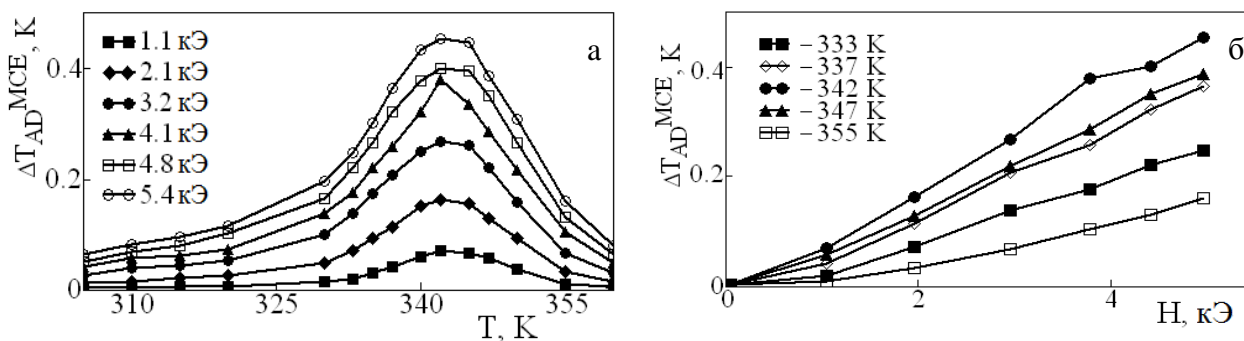 ΔT_AD^MCE, K
0.4
0.2
0
310
325
340
355
T, K
1.1 кЭ
2.1 кЭ
3.2 кЭ
4.1 кЭ
4.8 кЭ
5.4 кЭ
а
ΔT_AD^MCE, K
0.4
0.2
0
0
2
4
H, кЭ
– 333 K
– 337 K
– 342 K
– 347 K
– 355 K
б